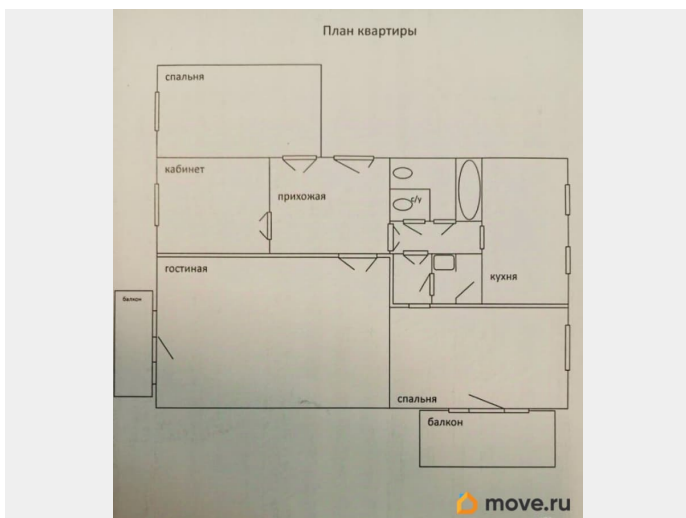 План квартиры
спальня
кабинет
прихожая
с/у
гостиная
кухня
балкон
спальня
балкон
move.ru